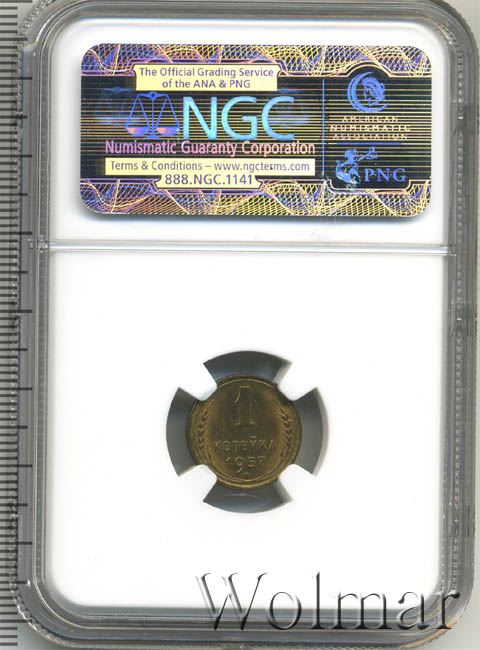 The Official Grading Service
of the ANA & PNG
NGC
Numismatic Guaranty Corporation
Terms & Conditions – www.ngcterms.com
888.NGC.1141
AMERICAN
NUMISMATIC
ASSOCIATION
PNG
1
КОПЕЙКА
1957
Wolmar